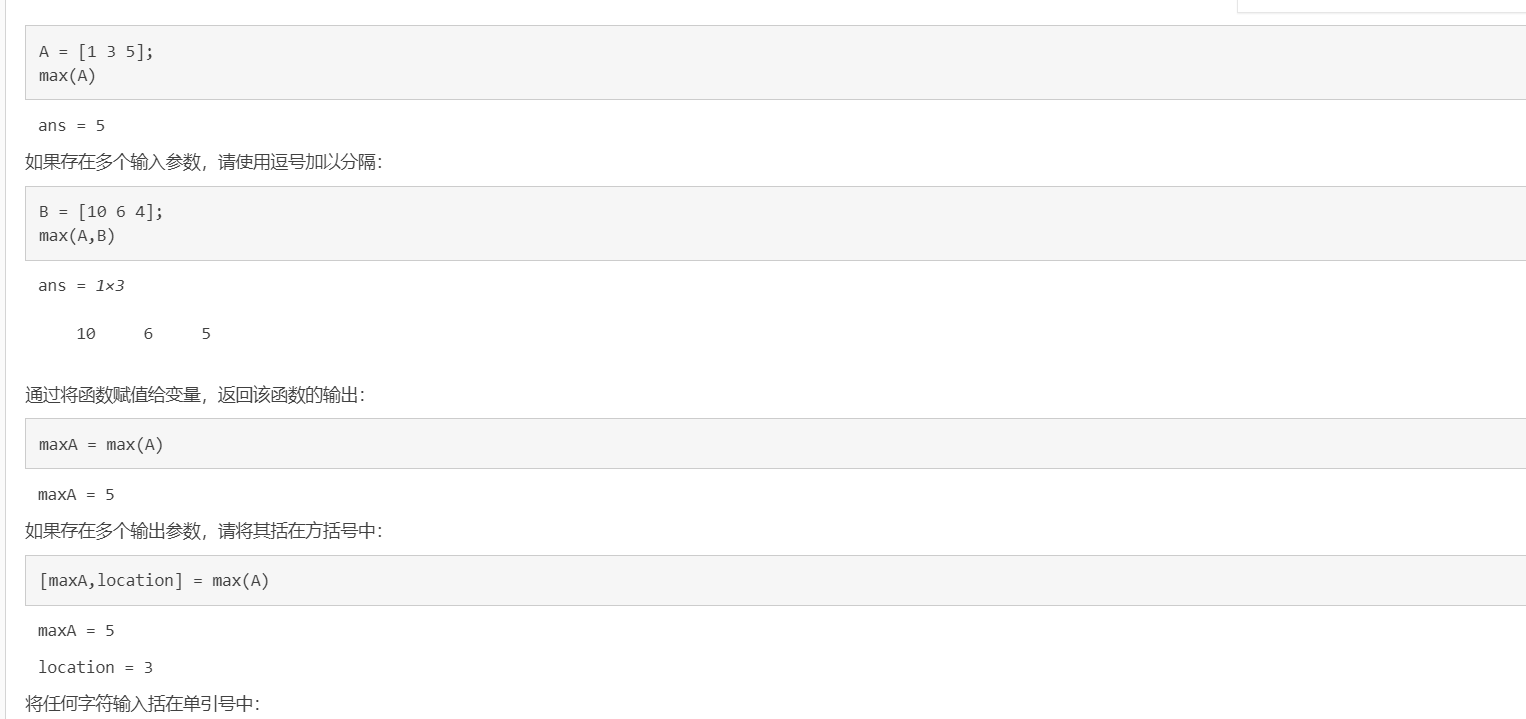 A = [1 3 5];
max(A)
ans = 5
如果存在多个输入参数，请使用逗号加以分隔：
B = [10 6 4];
max(A,B)
ans = 1×3
10 6 5
通过将函数赋值给变量，返回该函数的输出：
maxA = max(A)
maxA = 5
如果存在多个输出参数，请将其括在方括号中：
[maxA,location] = max(A)
maxA = 5
location = 3
将任何字符输入括在单引号中：